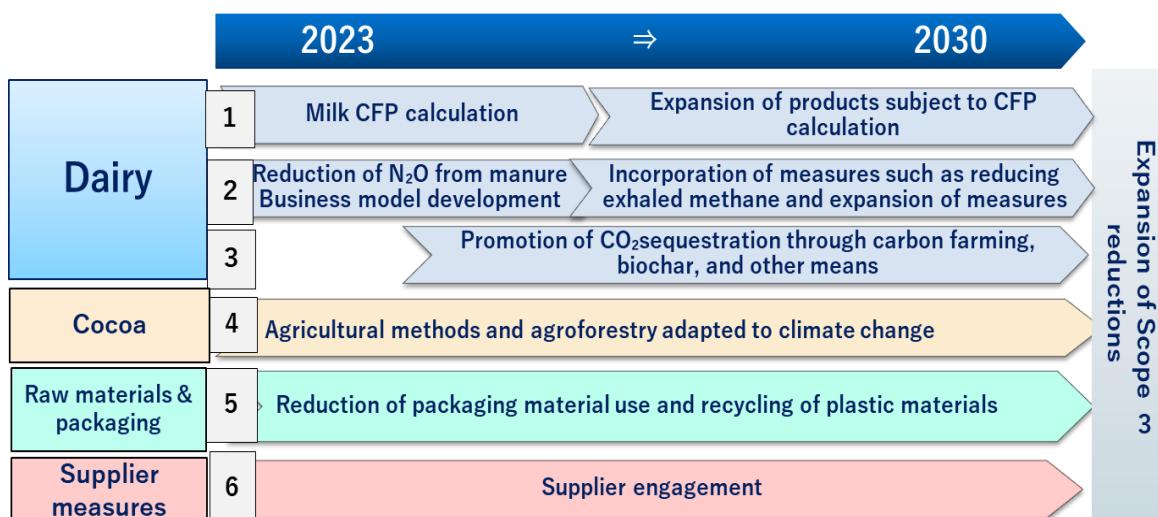 2023 ⇒ 2030
Dairy
1
Milk CFP calculation
Expansion of products subject to CFP
calculation
2
Reduction of N₂O from manure
Business model development
Incorporation of measures such as reducing
exhaled methane and expansion of measures
3
Promotion of CO₂sequestration through carbon farming,
biochar, and other means
Cocoa
4
Agricultural methods and agroforestry adapted to climate change
Raw materials &
packaging
5
Reduction of packaging material use and recycling of plastic materials
Supplier
measures
6
Supplier engagement
Expansion of Scope 3
reductions